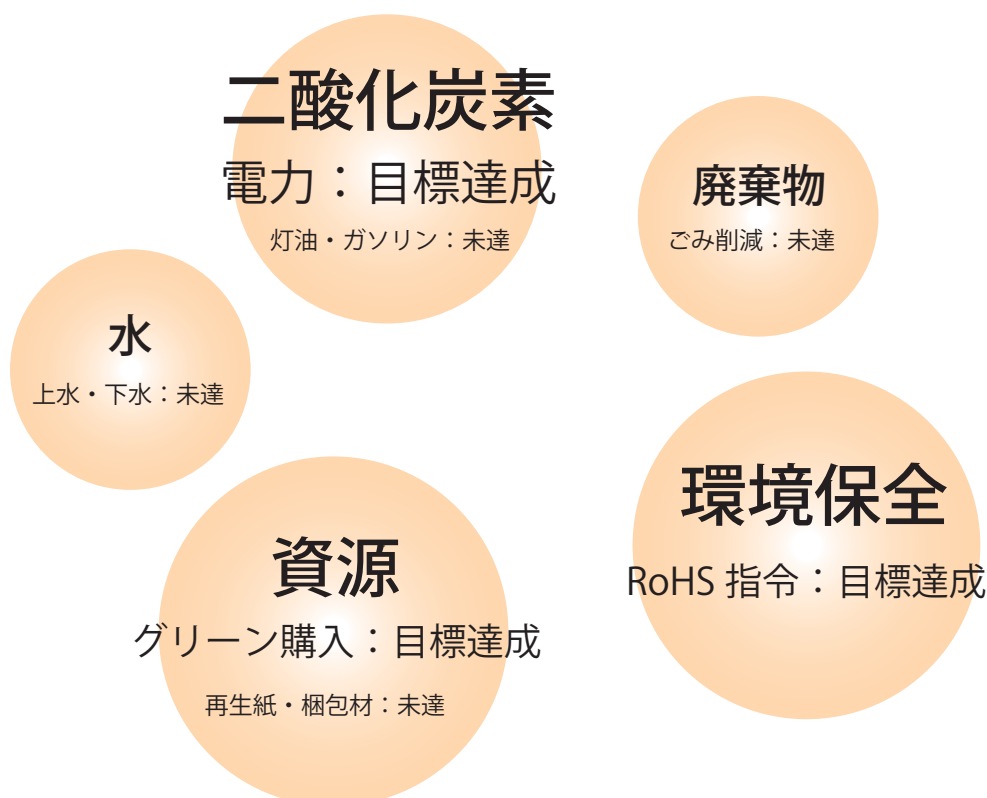 二酸化炭素
電力：目標達成
灯油・ガソリン：未達
廃棄物
ごみ削減：未達
水
上水・下水：未達
環境保全
RoHS 指令：目標達成
資源
グリーン購入：目標達成
再生紙・梱包材：未達